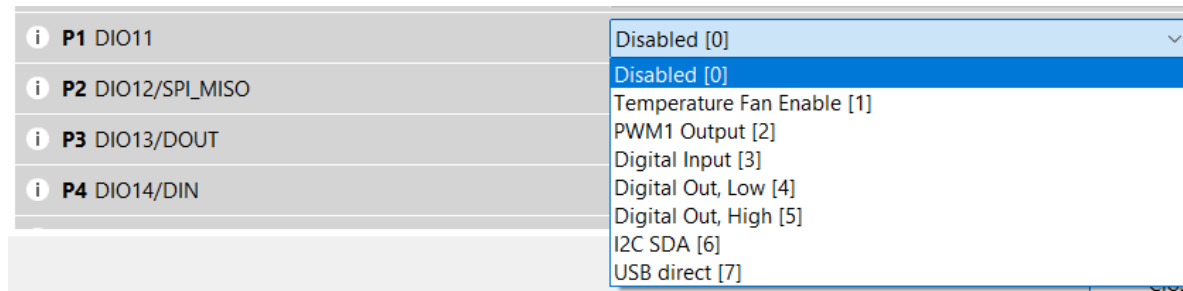 i P1 DIO11 Disabled [0]
Disabled [0]
i P2 DIO12/SPI_MISO
Temperature Fan Enable [1]
PWM1 Output [2]
i P3 DIO13/DOUT
Digital Input [3]
i P4 DIO14/DIN
Digital Out, Low [4]
Digital Out, High [5]
I2C SDA [6]
USB direct [7]